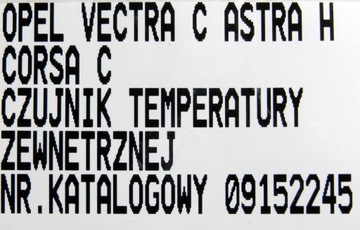 OPEL VECTRA C ASTRA H
CORSA C
CZUJNIK TEMPERATURY
ZEWNETRZNEJ
NR.KATALOGOWY 09152245